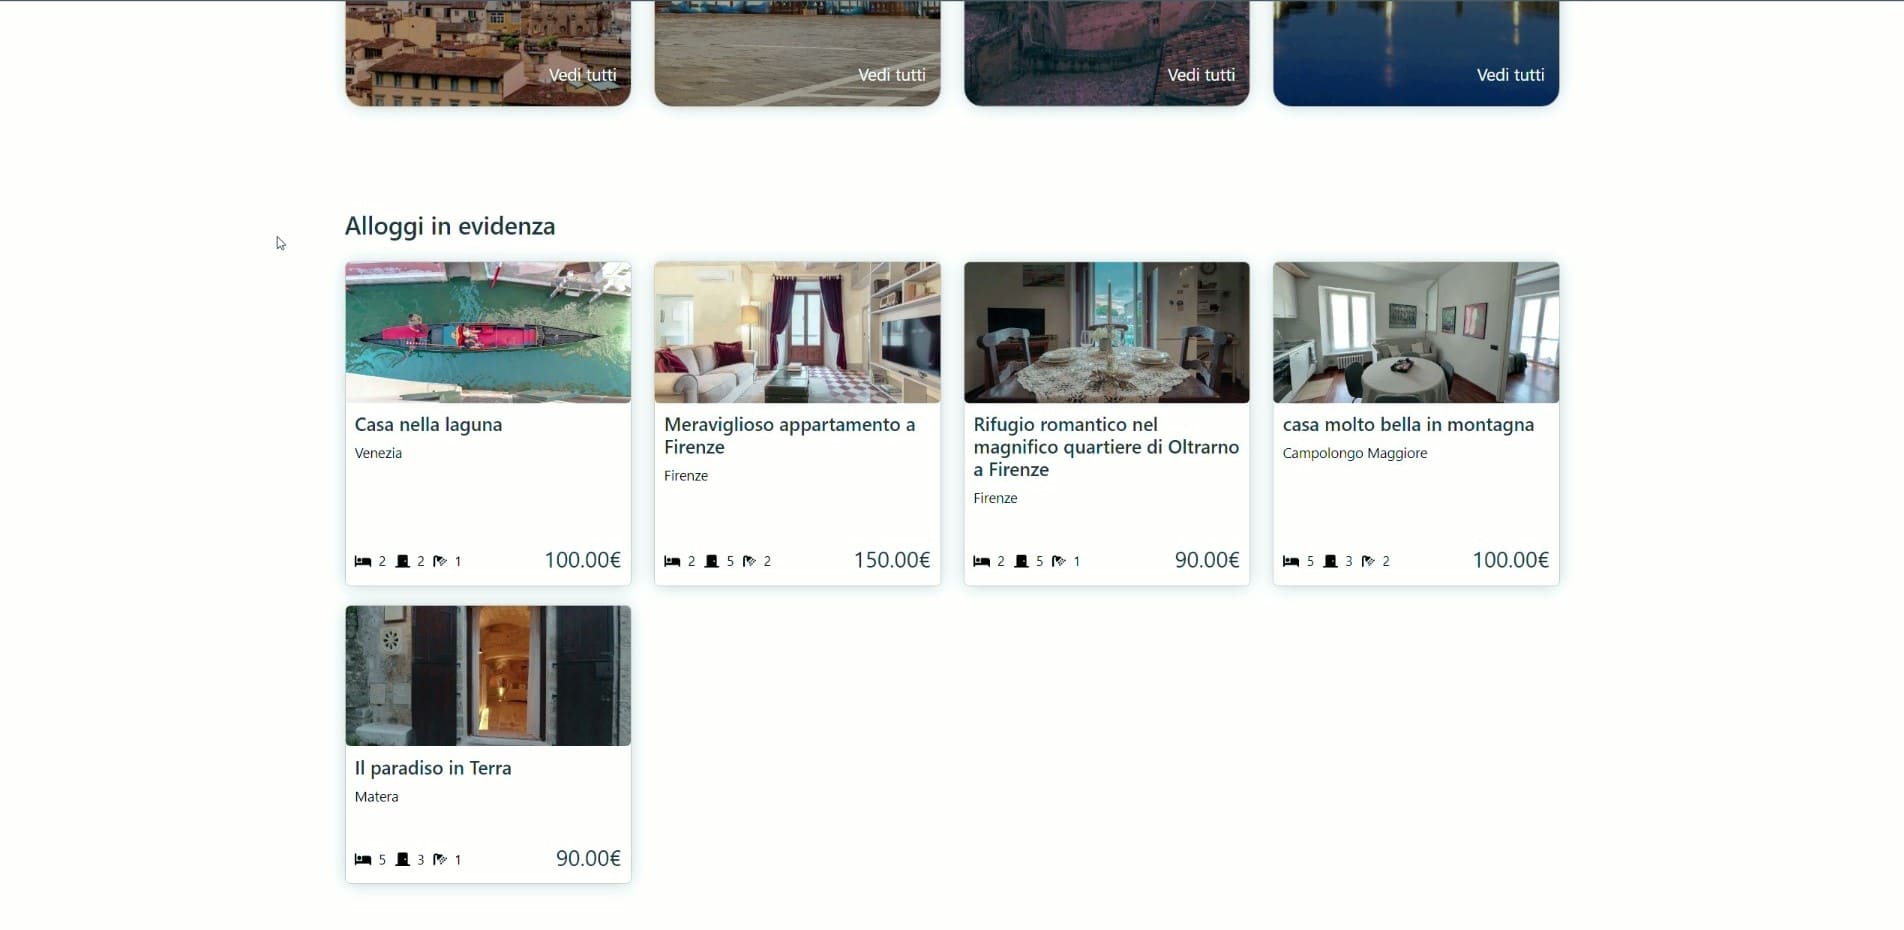 Vedi tutti
Vedi tutti
Vedi tutti
Vedi tutti
Alloggi in evidenza
Casa nella laguna
Venezia
2 2 1 100.00€
Meraviglioso appartamento a
Firenze
Firenze
2 5 2 150.00€
Rifugio romantico nel
magnifico quartiere di Oltrarno
a Firenze
Firenze
2 5 1 90.00€
casa molto bella in montagna
Campolongo Maggiore
5 3 2 100.00€
Il paradiso in Terra
Matera
5 3 1 90.00€